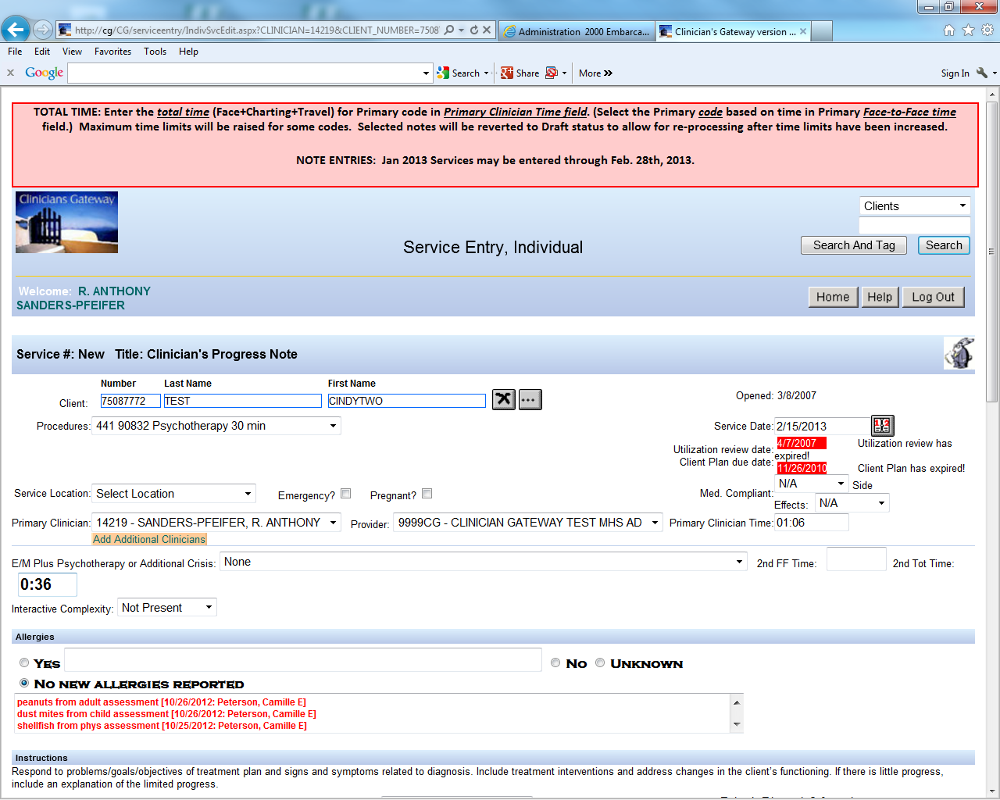 http://cg/CG/serviceentry/IndivSvcEdit.aspx?CLINICIAN=14219&CLIENT_NUMBER=7508
Administration 2000 Embarca...
Clinician's Gateway version ...
File Edit View Favorites Tools Help
x Google Search Share More »
Sign In
TOTAL TIME: Enter the total time (Face+Charting+Travel) for Primary code in Primary Clinician Time field. (Select the Primary code based on time in Primary Face-to-Face time
field.) Maximum time limits will be raised for some codes. Selected notes will be reverted to Draft status to allow for re-processing after time limits have been increased.
NOTE ENTRIES: Jan 2013 Services may be entered through Feb. 28th, 2013.
Clinicians Gateway
Clients
Service Entry, Individual
Search And Tag Search
Welcome: R. ANTHONY
SANDERS-PFEIFER
Home Help Log Out
Service #: New Title: Clinician's Progress Note
Number Last Name First Name
Client: 75087772 TEST CINDYTWO ...
Opened: 3/8/2007
Procedures: 441 90832 Psychotherapy 30 min
Service Date: 2/15/2013
Utilization review date: 4/7/2007 Utilization review has
expired!
Client Plan due date: 11/26/2010 Client Plan has expired!
Service Location: Select Location Emergency? Pregnant?
Med. Compliant: N/A Side
Effects: N/A
Primary Clinician: 14219 - SANDERS-PFEIFER, R. ANTHONY Provider: 9999CG - CLINICIAN GATEWAY TEST MHS AD Primary Clinician Time: 01:06
Add Additional Clinicians
E/M Plus Psychotherapy or Additional Crisis: None 2nd FF Time: 2nd Tot Time:
0:36
Interactive Complexity: Not Present
Allergies
Yes No Unknown
No new allergies reported
peanuts from adult assessment [10/26/2012: Peterson, Camille E]
dust mites from child assessment [10/26/2012: Peterson, Camille E]
shellfish from phys assessment [10/25/2012: Peterson, Camille E]
Instructions
Respond to problems/goals/objectives of treatment plan and signs and symptoms related to diagnosis. Include treatment interventions and address changes in the client's functioning. If there is little progress,
include an explanation of the limited progress.